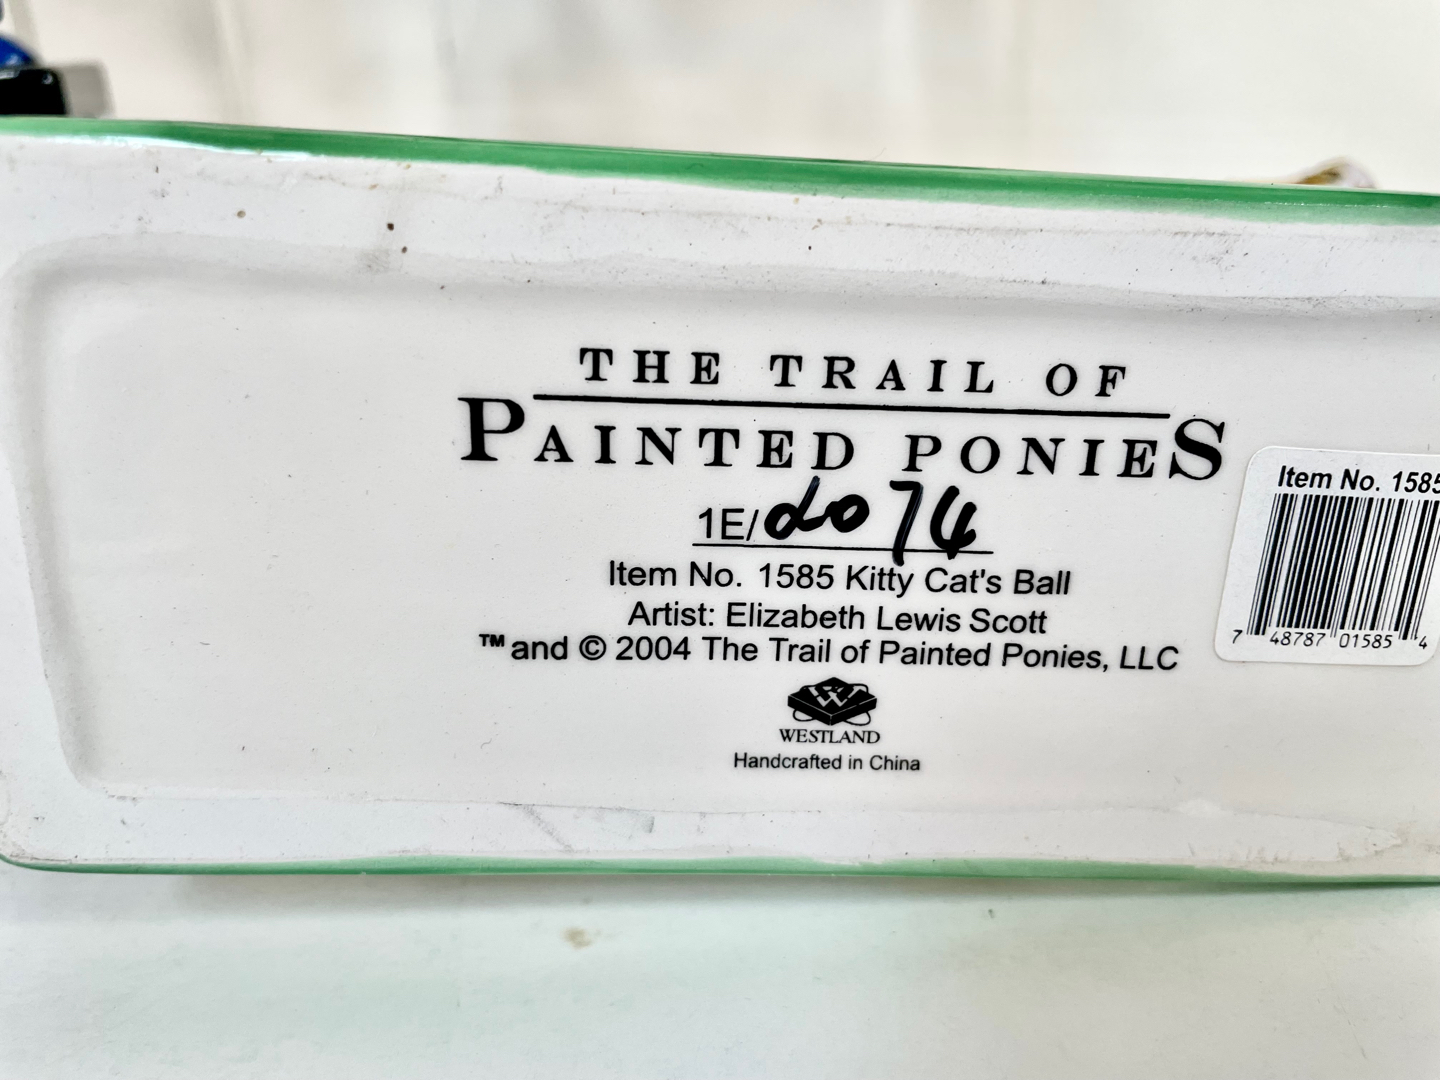 THE TRAIL OF
PAINTED PONIES
1E/2074
Item No. 1585 Kitty Cat's Ball
Artist: Elizabeth Lewis Scott
™ and © 2004 The Trail of Painted Ponies, LLC
WESTLAND
Handcrafted in China
Item No. 1585
7 48787 01585 4